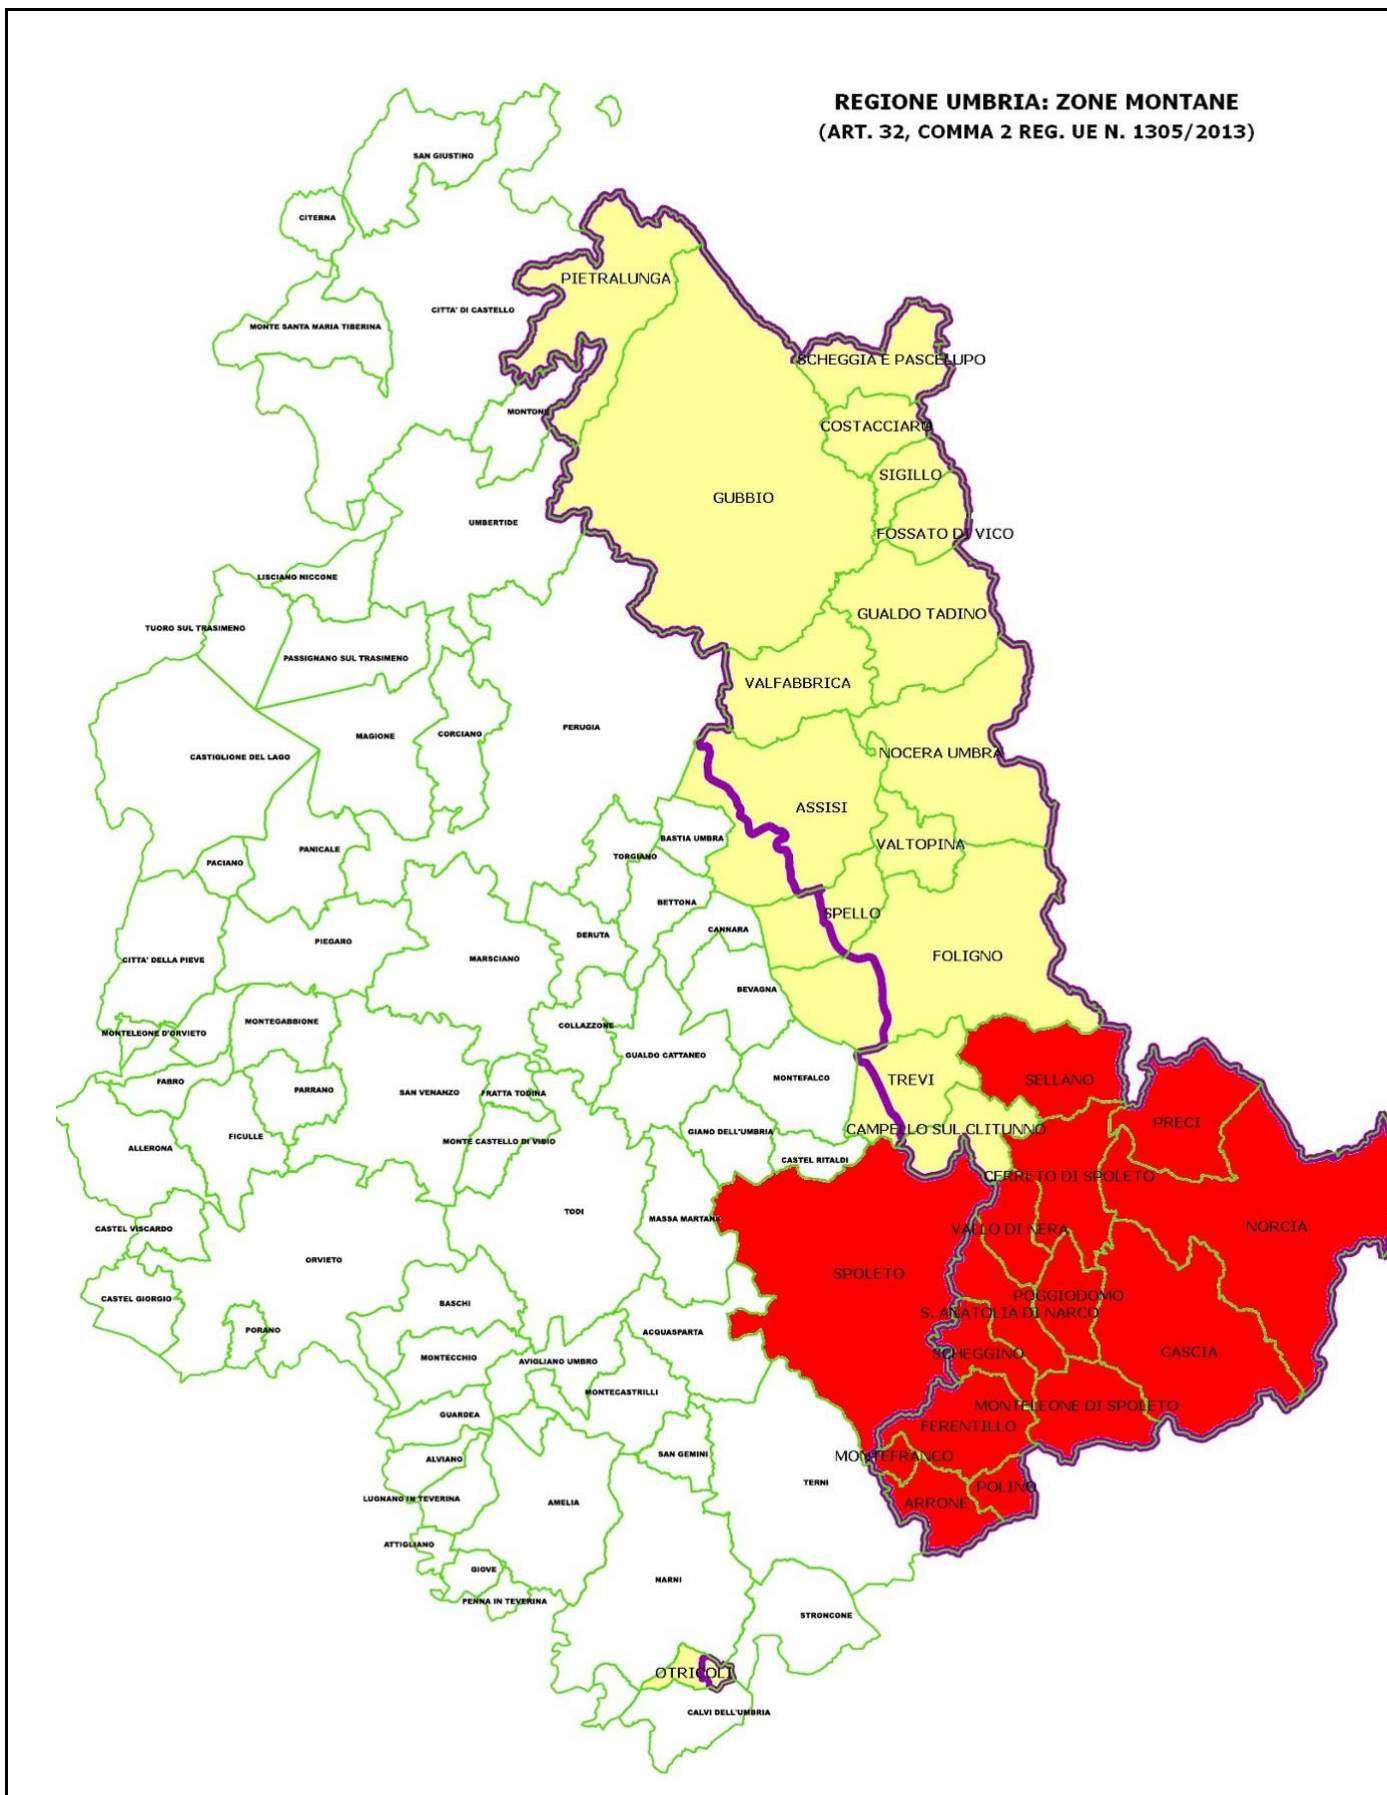 REGIONE UMBRIA: ZONE MONTANE
(ART. 32, COMMA 2 REG. UE N. 1305/2013)
SAN GIUSTINO
CITERNA
PIETRALUNGA
CITTA' DI CASTELLO
MONTE SANTA MARIA TIBERINA
SCHEGGIA E PASCELUPO
MONTONE
COSTACCIARO
SIGILLO
GUBBIO
UMBERTIDE
FOSSATO DI VICO
LISCIANO NICCONE
GUALDO TADINO
TUORO SUL TRASIMENO
PASSIGNANO SUL TRASIMENO
VALFABBRICA
PERUGIA
MAGIONE
CORCIANO
CASTIGLIONE DEL LAGO
NOCERA UMBRA
ASSISI
BASTIA UMBRA
VALTOPINA
PANICALE
TORGIANO
PACIANO
BETTONA
SPELLO
CANNARA
DERUTA
PIEGARO
MARSCIANO
CITTA' DELLA PIEVE
FOLIGNO
BEVAGNA
MONTEGABBIONE
COLLAZZONE
MONTELEONE D'ORVIETO
GUALDO CATTANEO
MONTEFALCO
TREVI
SELLANO
FABRO
PARRANO
SAN VENANZO
FRATTA TODINA
PRECI
CAMPELLO SUL CLITUNNO
GIANO DELL'UMBRIA
FICULLE
MONTE CASTELLO DI VIBIO
ALLERONA
CASTEL RITALDI
CERRETO DI SPOLETO
TODI
MASSA MARTANA
CASTEL VISCARDO
VALLO DI NERA
NORCIA
ORVIETO
SPOLETO
CASTEL GIORGIO
BASCHI
POGGIODOMO
S. ANATOLIA DI NARCO
PORANO
ACQUASPARTA
MONTECCHIO
AVIGLIANO UMBRO
SCHEGGINO
CASCIA
MONTECASTRILLI
MONTELEONE DI SPOLETO
GUARDEA
FERENTILLO
SAN GEMINI
MONTEFRANCO
ALVIANO
TERNI
POLINO
LUGNANO IN TEVERINA
AMELIA
ARRONE
ATTIGLIANO
GIOVE
NARNI
PENNA IN TEVERINA
STRONCONE
OTRICOLI
CALVI DELL'UMBRIA